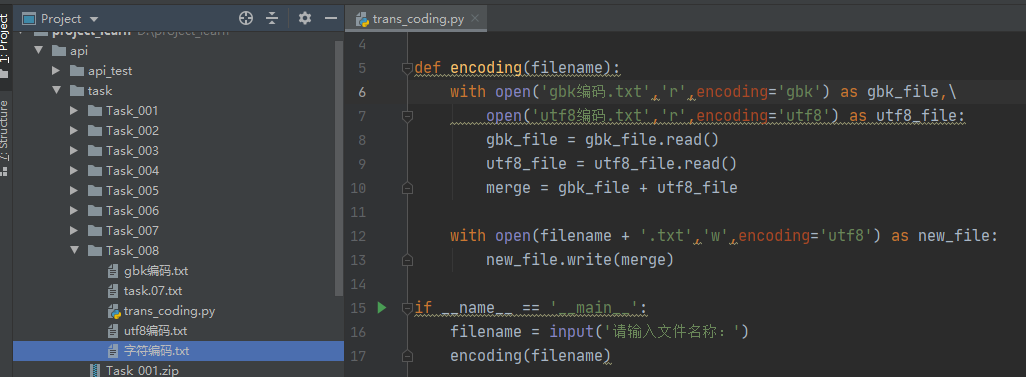 1: Project
7: Structure
Project
project_learn D:\project_learn
api
api_test
task
Task_001
Task_002
Task_003
Task_004
Task_005
Task_006
Task_007
Task_008
gbk编码.txt
task.07.txt
trans_coding.py
utf8编码.txt
字符编码.txt
Task_001.zip
trans_coding.py
4
5 def encoding(filename):
6 with open('gbk编码.txt','r',encoding='gbk') as gbk_file,\
7 open('utf8编码.txt','r',encoding='utf8') as utf8_file:
8 gbk_file = gbk_file.read()
9 utf8_file = utf8_file.read()
10 merge = gbk_file + utf8_file
11
12 with open(filename + '.txt','w',encoding='utf8') as new_file:
13 new_file.write(merge)
14
15 if __name__ == '__main__':
16 filename = input('请输入文件名称：')
17 encoding(filename)